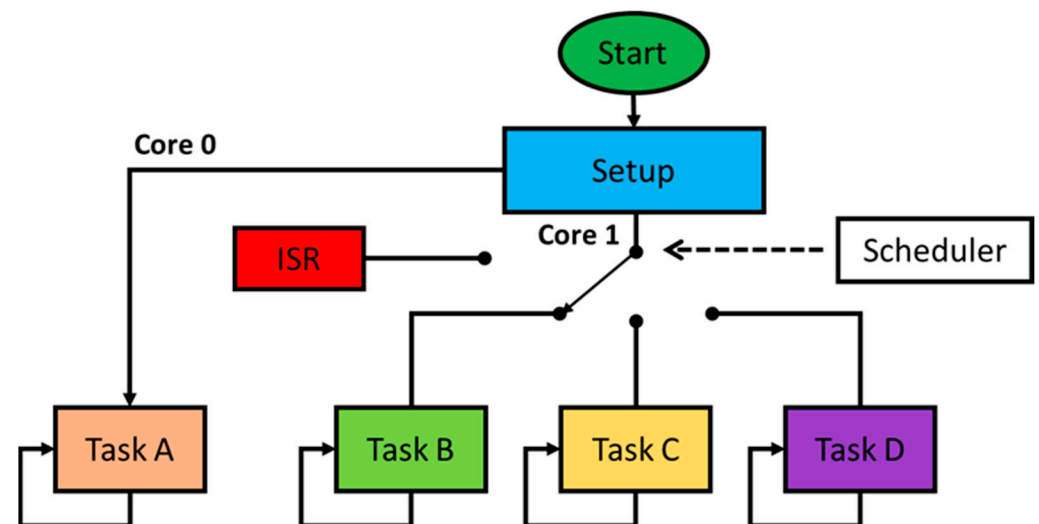 Start
Core 0
Setup
Core 1
ISR
Scheduler
Task A
Task B
Task C
Task D